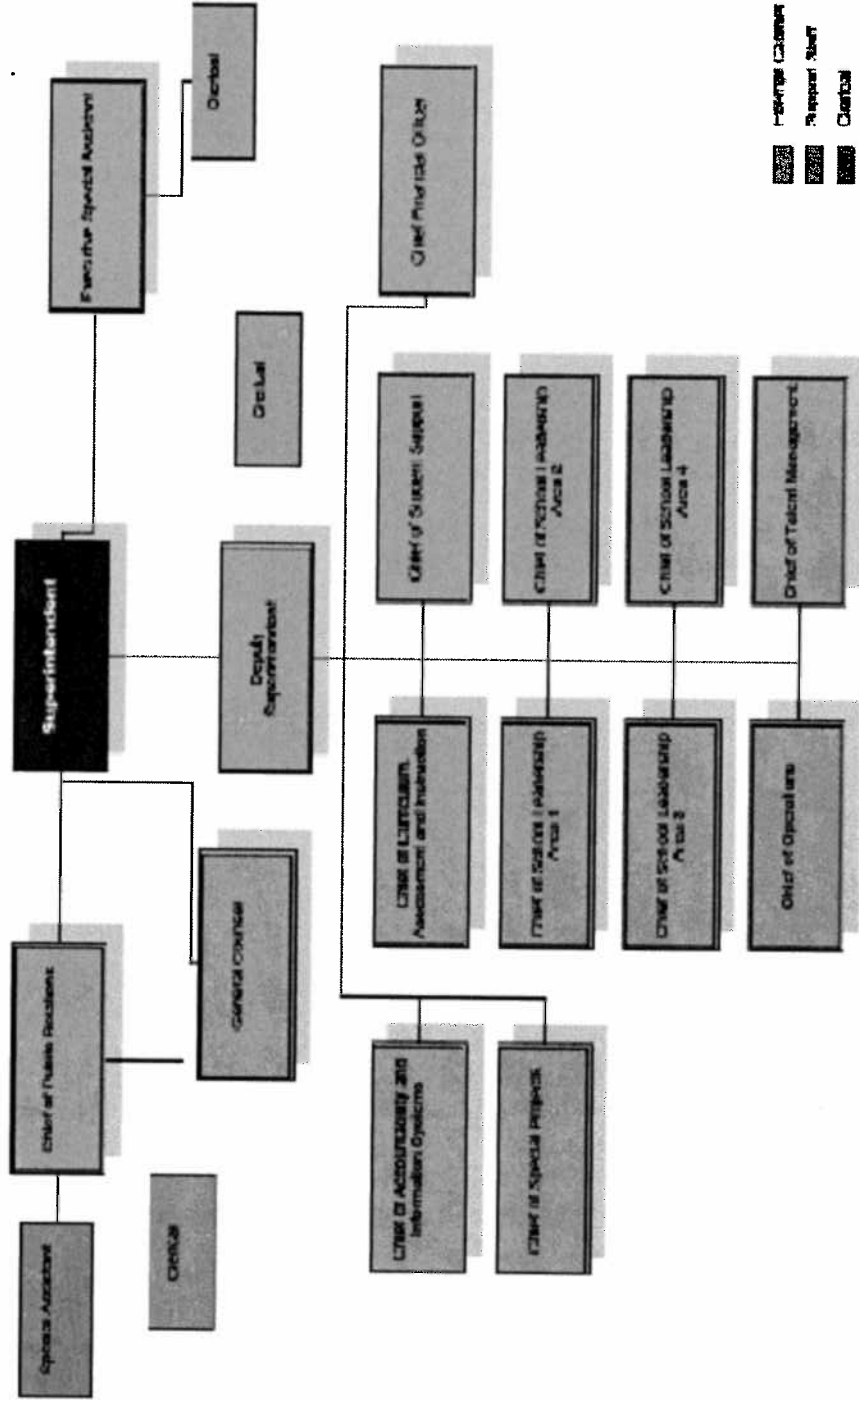 Superintendent
Special Assistant
Chief of Public Relations
Executive Special Assistant
Clerical
General Counsel
Clerical
Deputy
Superintendent
Clerical
Chief of Accountability and
Information Systems
Chief of Curriculum,
Assessment and Instruction
Chief of Student Support
Chief Financial Officer
Chief of Special Projects
Chief of School Leadership
Area 1
Chief of School Leadership
Area 2
Chief of School Leadership
Area 3
Chief of School Leadership
Area 4
Chief of Operations
Chief of Talent Management
Support Staff
Clerical